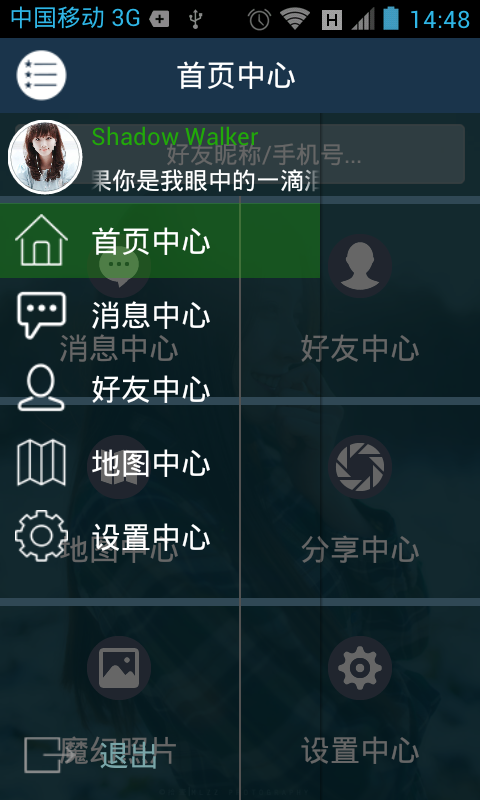 中国移动 3G
H
14:48
首页中心
Shadow Walker
好友昵称/手机号...
果你是我眼中的一滴泪
首页中心
消息中心
消息中心
好友中心
好友中心
地图中心
地图中心
分享中心
设置中心
魔幻照片
退出
设置中心